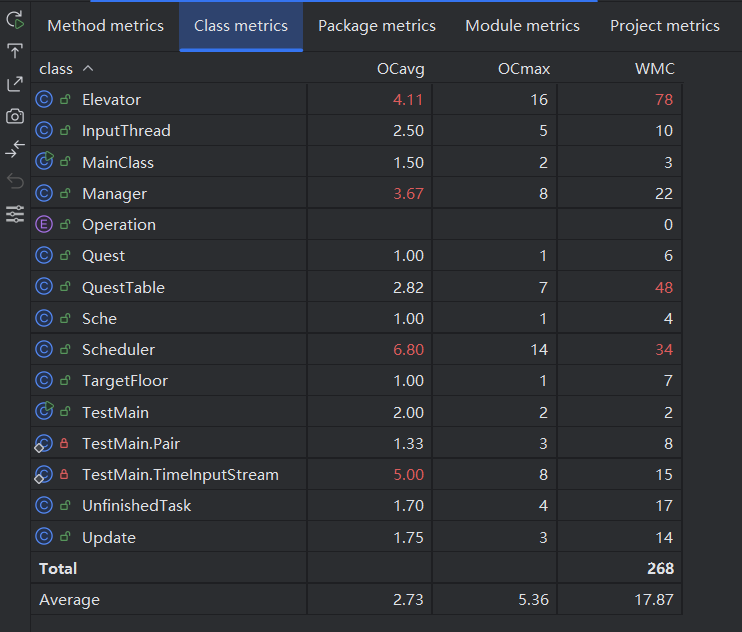 Method metrics Class metrics Package metrics Module metrics Project metrics
class OCavg OCmax WMC
C Elevator 4.11 16 78
C InputThread 2.50 5 10
C MainClass 1.50 2 3
C Manager 3.67 8 22
E Operation 0
C Quest 1.00 1 6
C QuestTable 2.82 7 48
C Sche 1.00 1 4
C Scheduler 6.80 14 34
C TargetFloor 1.00 1 7
C TestMain 2.00 2 2
C TestMain.Pair 1.33 3 8
C TestMain.TimeInputStream 5.00 8 15
C UnfinishedTask 1.70 4 17
C Update 1.75 3 14
Total 268
Average 2.73 5.36 17.87